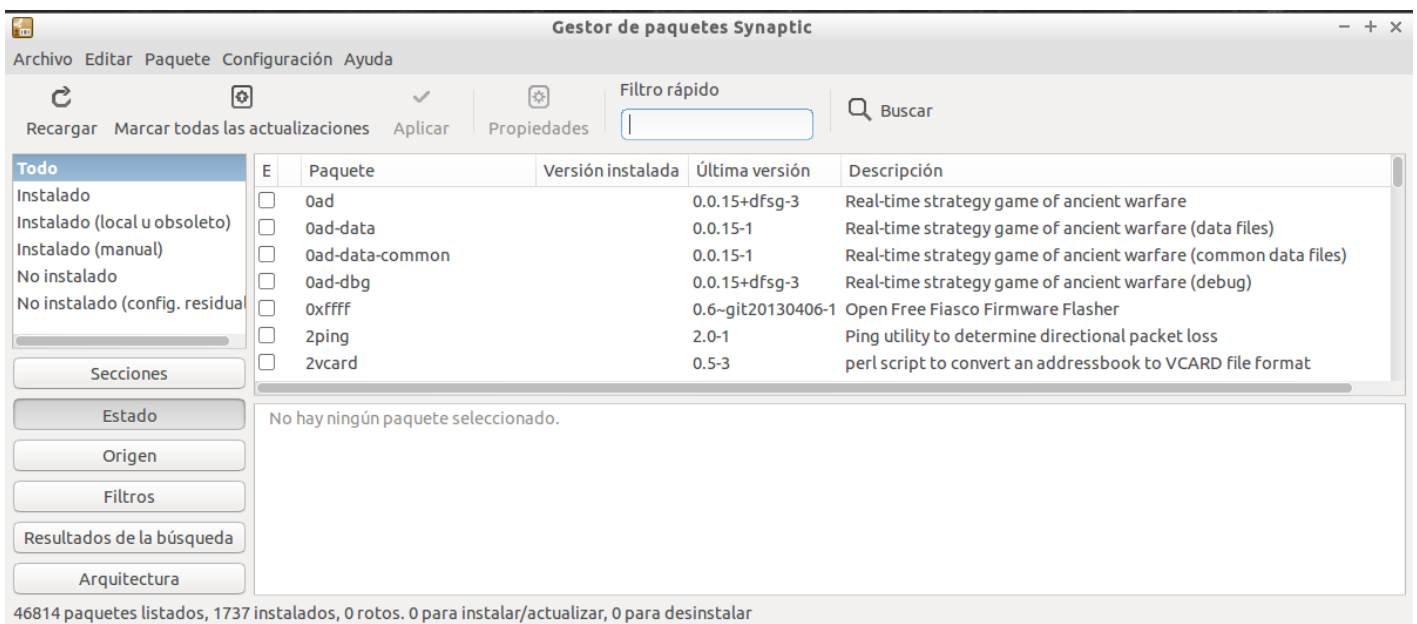 Gestor de paquetes Synaptic
Archivo Editar Paquete Configuración Ayuda
Recargar Marcar todas las actualizaciones Aplicar Propiedades Filtro rápido Buscar
Todo
Instalado
Instalado (local u obsoleto)
Instalado (manual)
No instalado
No instalado (config. residual
Secciones
Estado
Origen
Filtros
Resultados de la búsqueda
Arquitectura
E Paquete Versión instalada Última versión Descripción
0ad 0.0.15+dfsg-3 Real-time strategy game of ancient warfare
0ad-data 0.0.15-1 Real-time strategy game of ancient warfare (data files)
0ad-data-common 0.0.15-1 Real-time strategy game of ancient warfare (common data files)
0ad-dbg 0.0.15+dfsg-3 Real-time strategy game of ancient warfare (debug)
0xffff 0.6~git20130406-1 Open Free Fiasco Firmware Flasher
2ping 2.0-1 Ping utility to determine directional packet loss
2vcard 0.5-3 perl script to convert an addressbook to VCARD file format
No hay ningún paquete seleccionado.
46814 paquetes listados, 1737 instalados, 0 rotos. 0 para instalar/actualizar, 0 para desinstalar